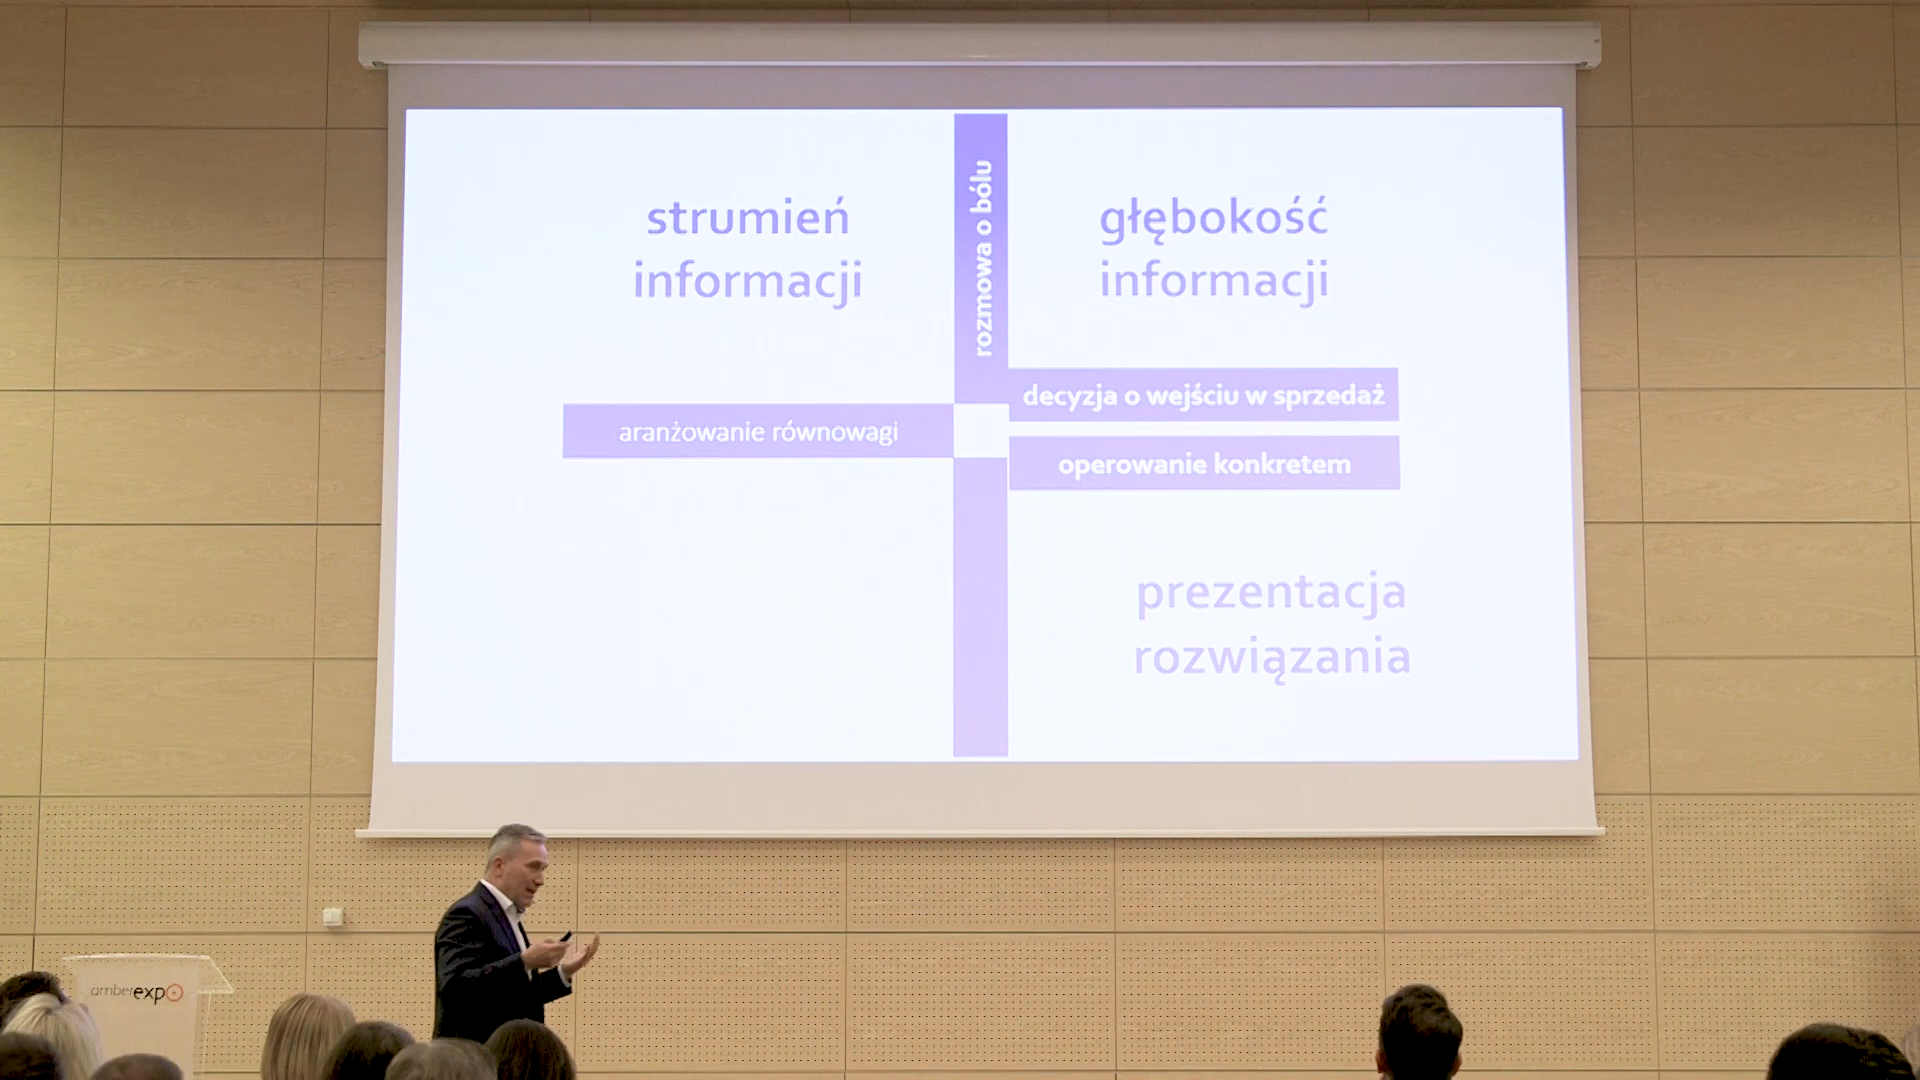 strumień
informacji
rozmowa o bólu
głębokość
informacji
decyzja o wejściu w sprzedaż
aranżowanie równowagi
operowanie konkretem
prezentacja
rozwiązania
amberexpo